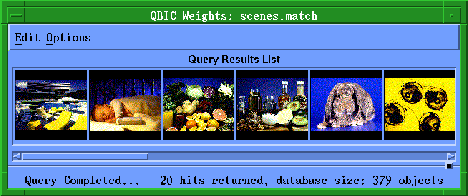 QBIC Weights: scenes.match
Edit Options
Query Results List
Query Completed... 20 hits returned, database size: 379 objects